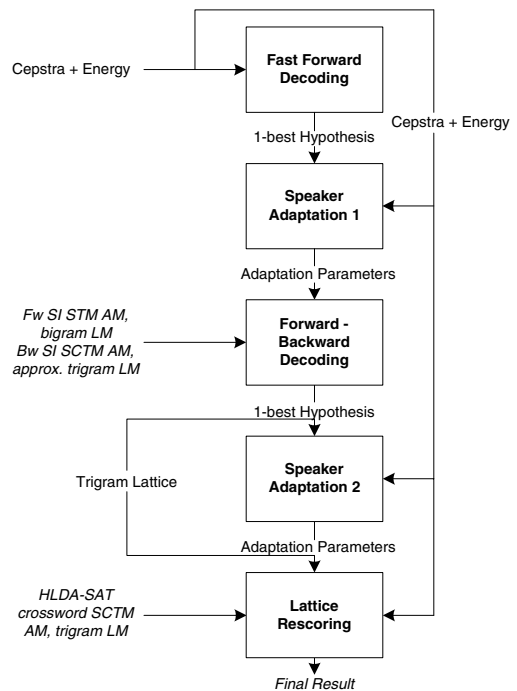 Cepstra + Energy
Fast Forward
Decoding
1-best Hypothesis
Cepstra + Energy
Speaker
Adaptation 1
Adaptation Parameters
Fw SI STM AM,
bigram LM
Bw SI SCTM AM,
approx. trigram LM
Forward -
Backward
Decoding
1-best Hypothesis
Trigram Lattice
Speaker
Adaptation 2
Adaptation Parameters
HLDA-SAT
crossword SCTM
AM, trigram LM
Lattice
Rescoring
Final Result